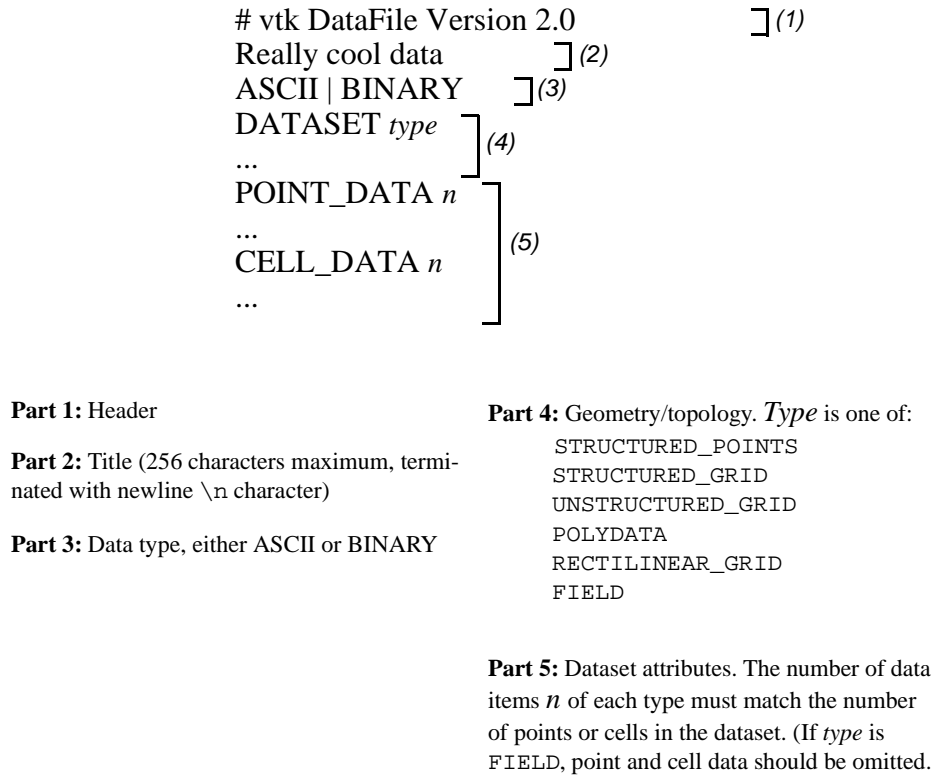 # vtk DataFile Version 2.0 (1)
Really cool data (2)
ASCII | BINARY (3)
DATASET type (4)
...
POINT_DATA n
...
(5)
CELL_DATA n
...
Part 1: Header
Part 2: Title (256 characters maximum, termi-
nated with newline \n character)
Part 3: Data type, either ASCII or BINARY
Part 4: Geometry/topology. Type is one of:
STRUCTURED_POINTS
STRUCTURED_GRID
UNSTRUCTURED_GRID
POLYDATA
RECTILINEAR_GRID
FIELD
Part 5: Dataset attributes. The number of data
items n of each type must match the number
of points or cells in the dataset. (If type is
FIELD, point and cell data should be omitted.